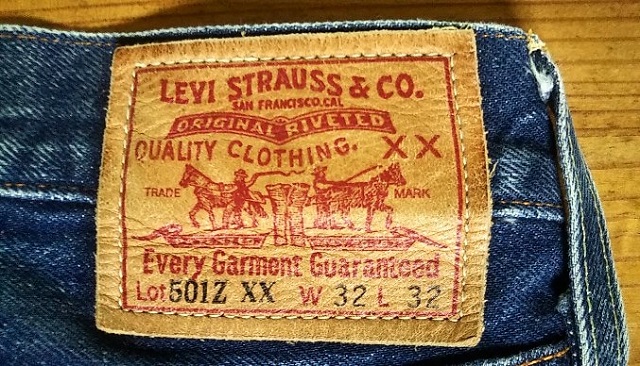 LEVI STRAUSS & CO.
SAN FRANCISCO, CAL
ORIGINAL RIVETED
QUALITY CLOTHING. XX
TRADE MARK
Every Garment Guaranteed
Lot 501Z XX W 32 L 32